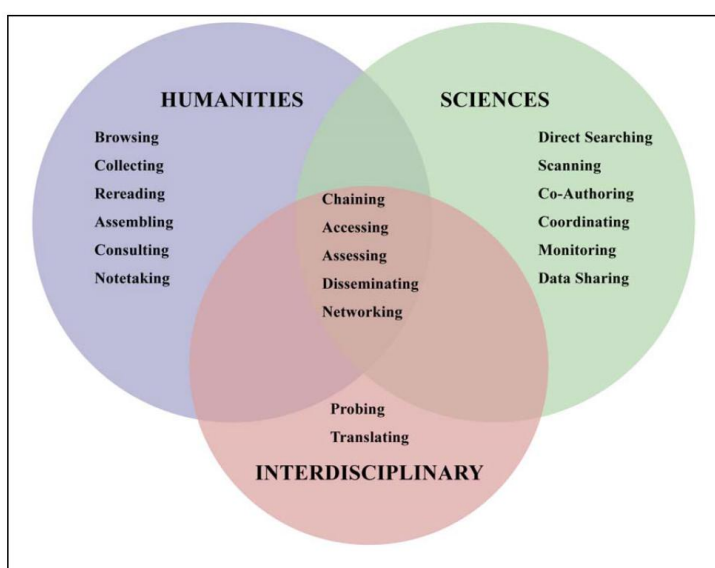 HUMANITIES
Browsing
Collecting
Rereading
Assembling
Consulting
Notetaking
SCIENCES
Direct Searching
Scanning
Co-Authoring
Coordinating
Monitoring
Data Sharing
Chaining
Accessing
Assessing
Disseminating
Networking
Probing
Translating
INTERDISCIPLINARY